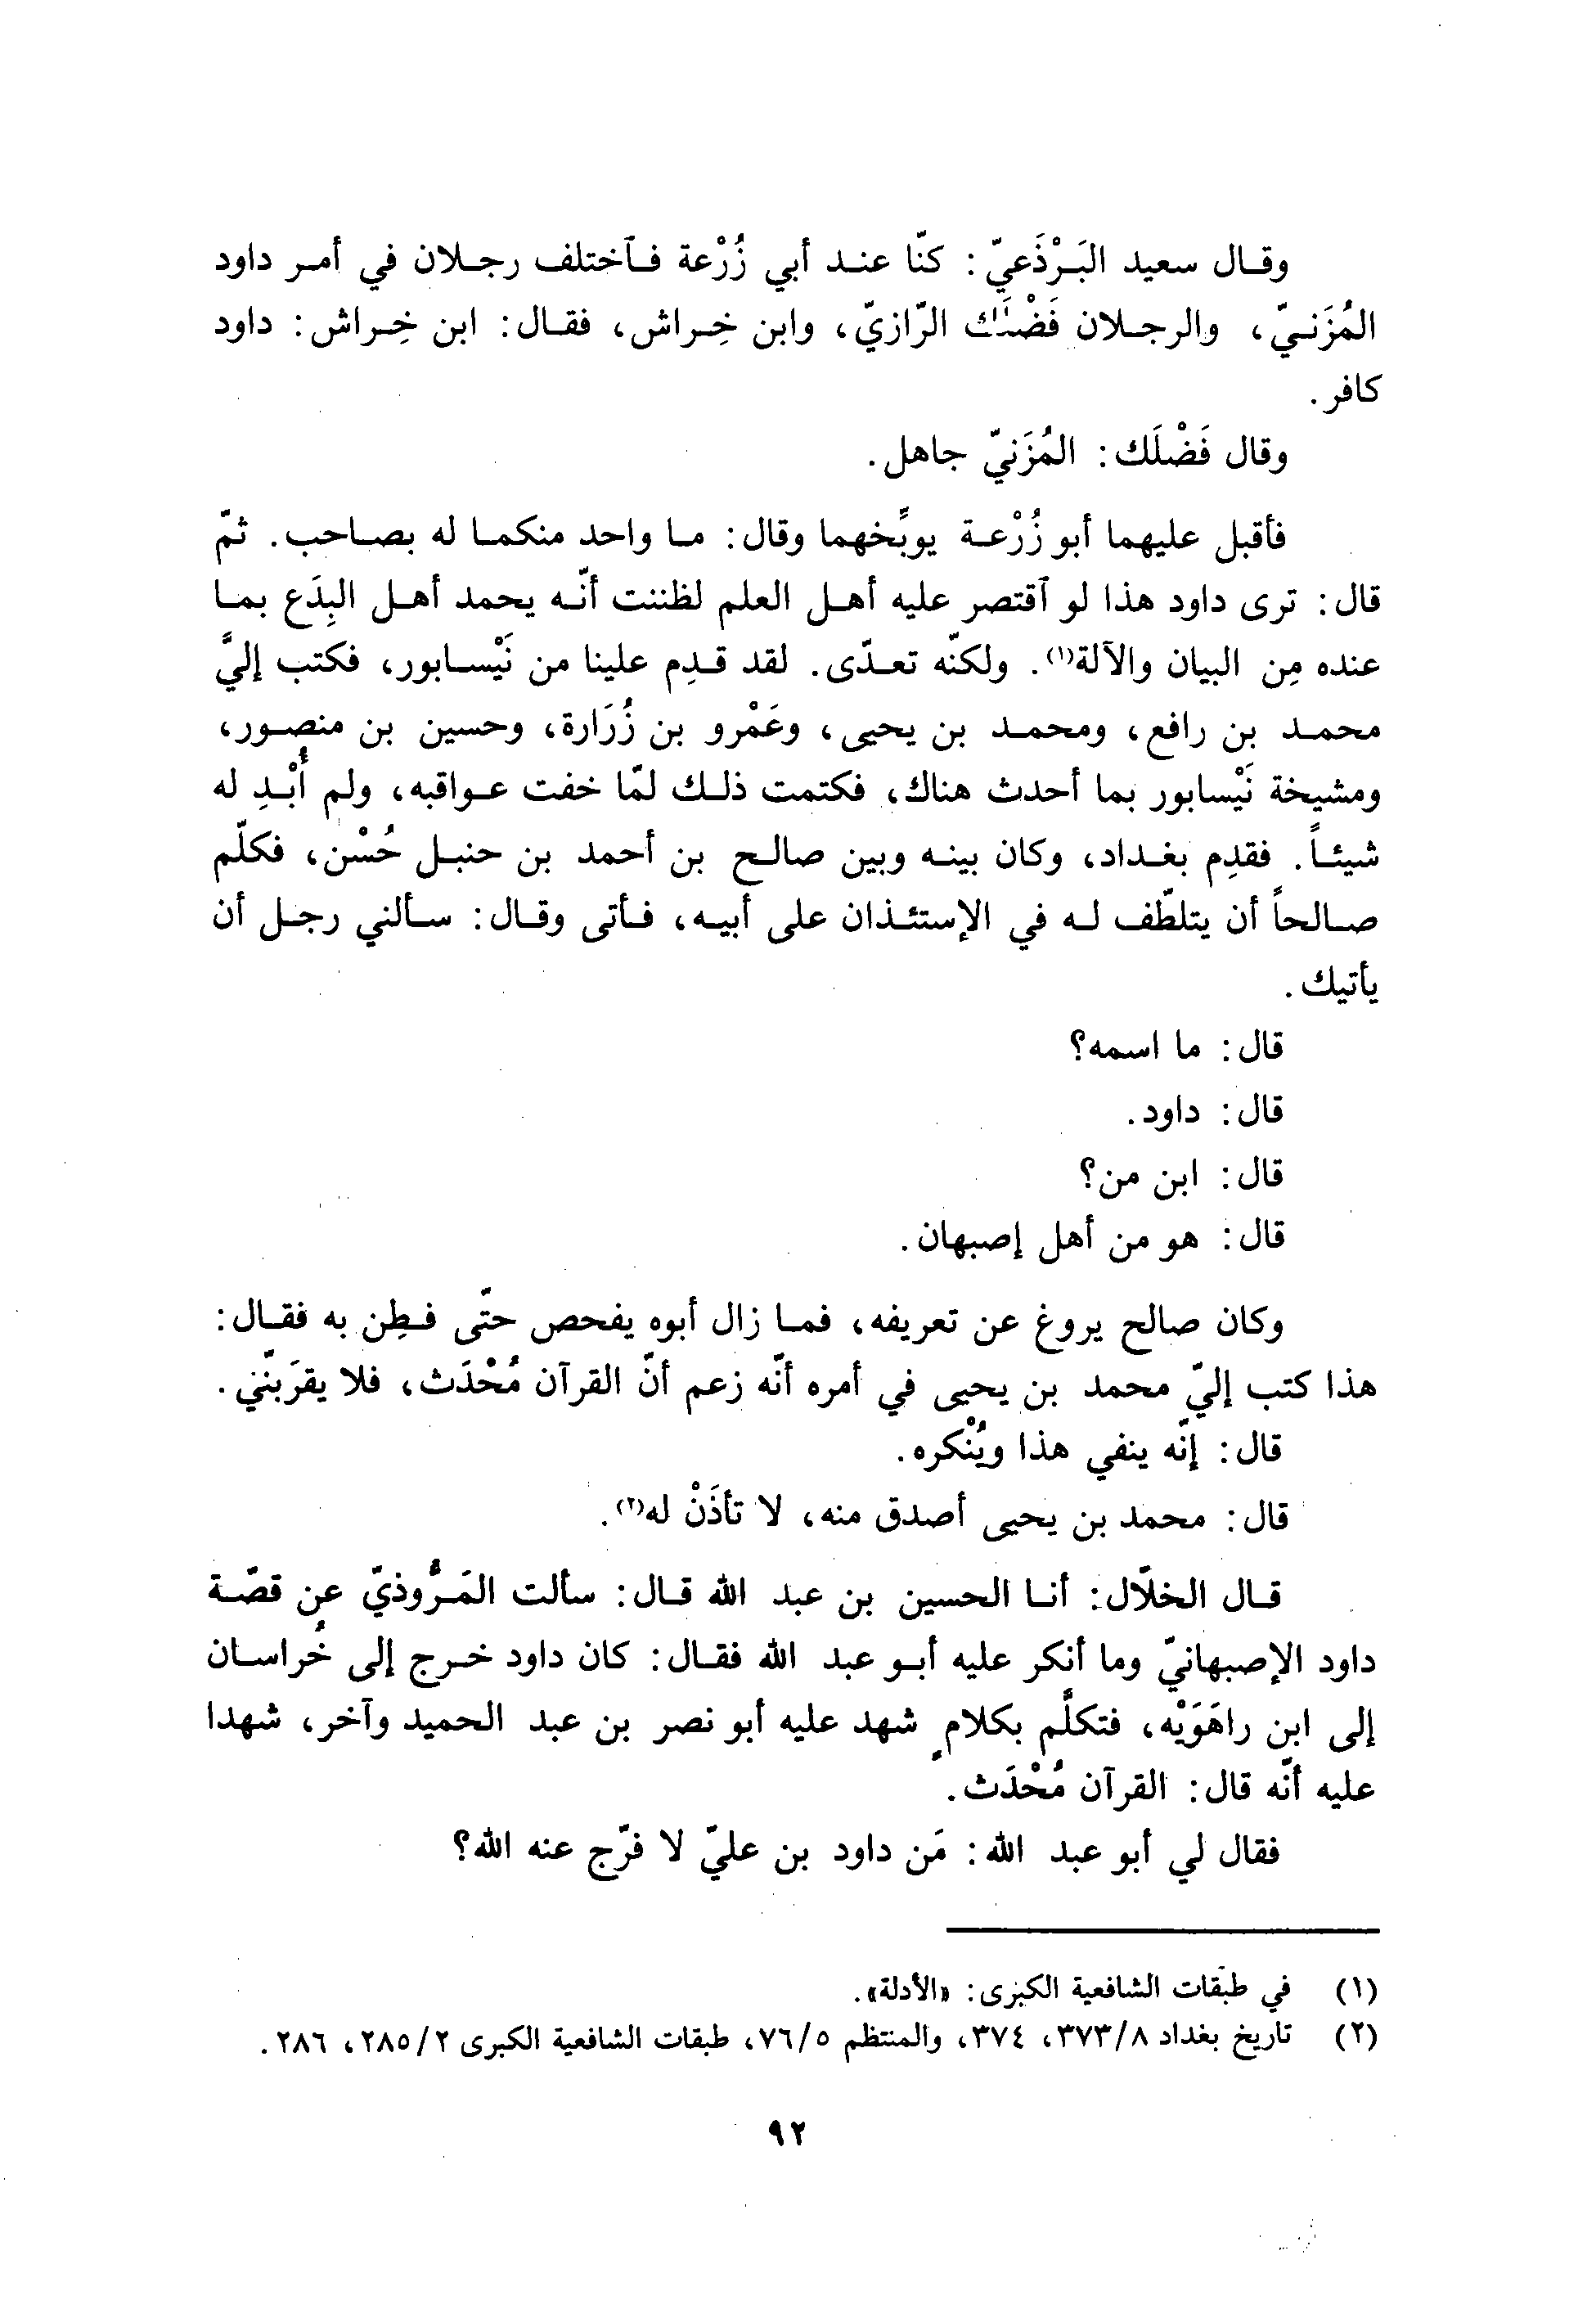 وقال سعيد البَرْذَعيّ: كنّا عند أبي زُرْعة فآختلف رجلان في أمر داود
المُزَنيّ، والرجلان فَضْلَك الرّازيّ، وابن خِراش، فقال: ابن خِراش: داود
كافر.
وقال فَضْلَك: المُزَنيّ جاهل.
فأقبل عليهما أبو زُرْعة يوبِّخهما وقال: ما واحد منكما له بصاحب. ثمّ
قال: ترى داود هذا لو آقتصر عليه أهل العلم لظننت أنّه يحمد أهل البِدَع بما
عنده مِن البيان والآلة(١). ولكنّه تعدّى. لقد قدِم علينا من نَيْسابور، فكتب إليَّ
محمد بن رافع، ومحمد بن يحيى، وعَمْرو بن زُرَارة، وحسين بن منصور،
ومشيخة نَيْسابور بما أحدث هناك، فكتمت ذلك لمّا خفت عواقبه، ولم أُبْدِ له
شيئاً. فقدِم بغداد، وكان بينه وبين صالح بن أحمد بن حنبل حُسْن، فكلّم
صالحاً أن يتلطّف له في الإستئذان على أبيه، فأتى وقال: سألني رجل أن
يأتيك.
قال: ما اسمه؟
قال: داود.
قال: ابن من؟
قال: هو من أهل إصبهان.
وكان صالح يروغ عن تعريفه، فما زال أبوه يفحص حتّى فطِن به فقال:
هذا كتب إليّ محمد بن يحيى في أمره أنّه زعم أنّ القرآن مُحْدَث، فلا يقرَبنّني.
قال: إنّه ينفي هذا ويُنْكره.
قال: محمد بن يحيى أصدق منه، لا تأذَنْ له(٢).
قال الخلّال: أنا الحسين بن عبد الله قال: سألت المَرُّوذيّ عن قصّة
داود الإصبهانيّ وما أنكر عليه أبو عبد الله فقال: كان داود خرج إلى خُراسان
إلى ابن راهَوَيْه، فتكلَّم بكلامٍ شهد عليه أبو نصر بن عبد الحميد وآخر، شهدا
عليه أنّه قال: القرآن مُحْدَث.
فقال لي أبو عبد الله: مَن داود بن عليّ لا فرّج عنه الله؟
(١) في طبقات الشافعية الكبرى: «الأدلة».
(٢) تاريخ بغداد ٣٧٣/٨، ٣٧٤، والمنتظم ٧٦/٥، طبقات الشافعية الكبرى ٢٨٥/٢، ٢٨٦.
٩٢